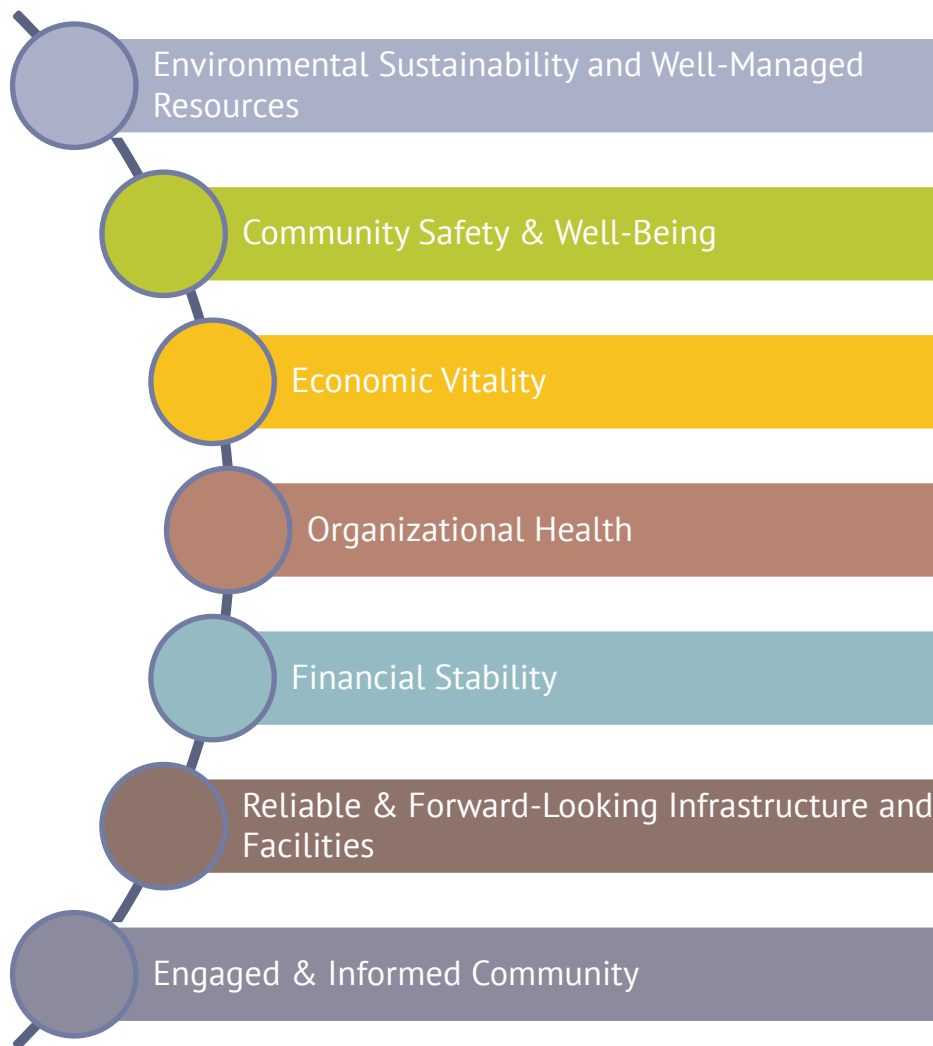 Environmental Sustainability and Well-Managed
Resources
Community Safety & Well-Being
Economic Vitality
Organizational Health
Financial Stability
Reliable & Forward-Looking Infrastructure and
Facilities
Engaged & Informed Community